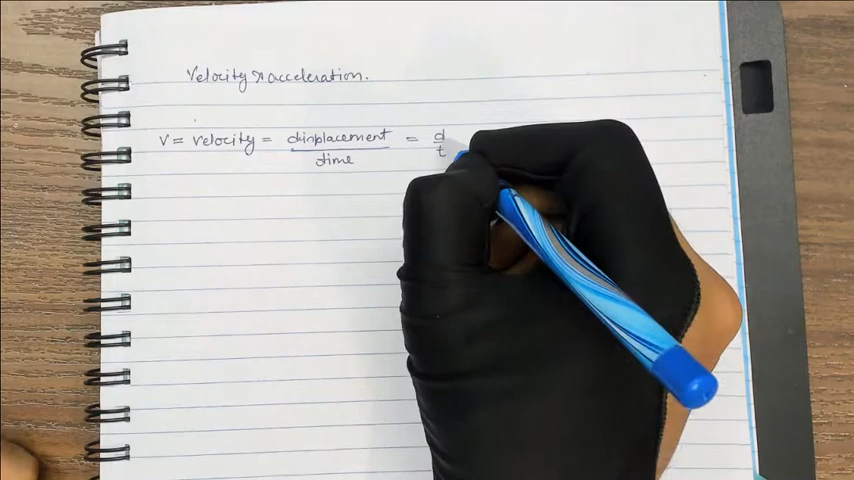 Velocity & acceleration.
V = velocity = displacement / time = d / t